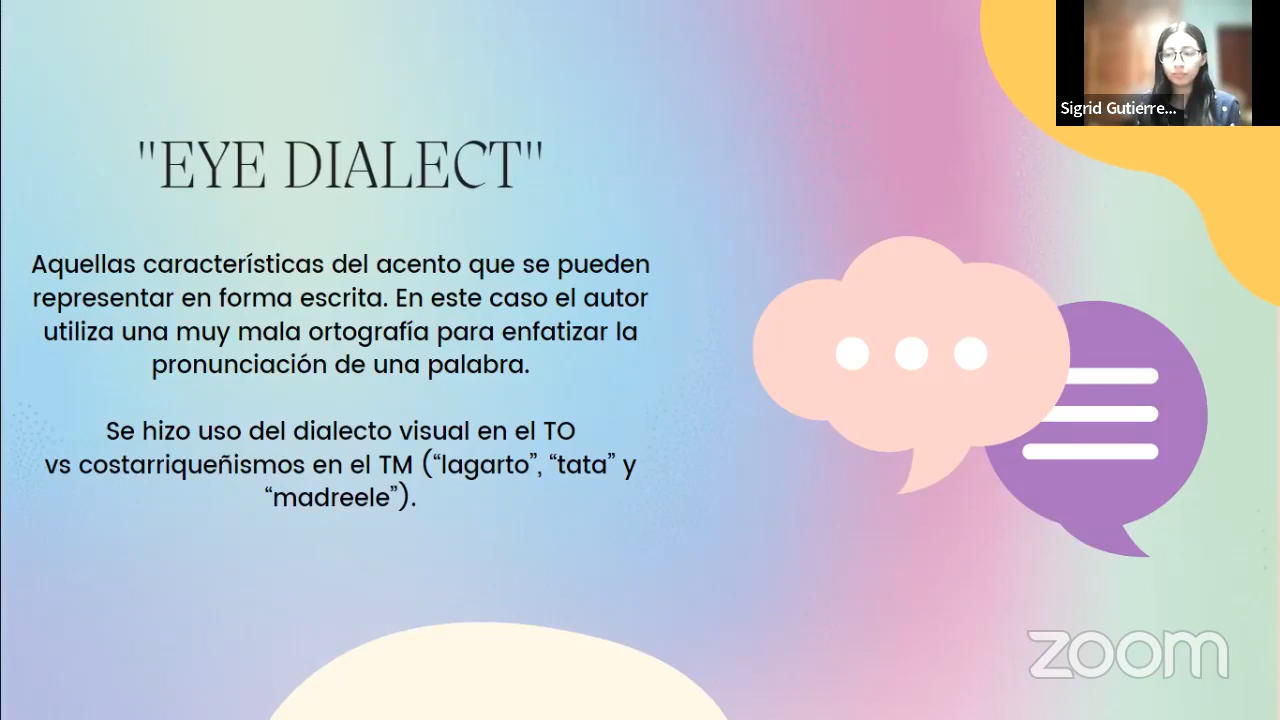 "EYE DIALECT"
Aquellas características del acento que se pueden
representar en forma escrita. En este caso el autor
utiliza una muy mala ortografía para enfatizar la
pronunciación de una palabra.
Se hizo uso del dialecto visual en el TO
vs costarriqueñismos en el TM (“lagarto”, “tata” y
“madreele”).
Sigrid Gutierre...
zoom